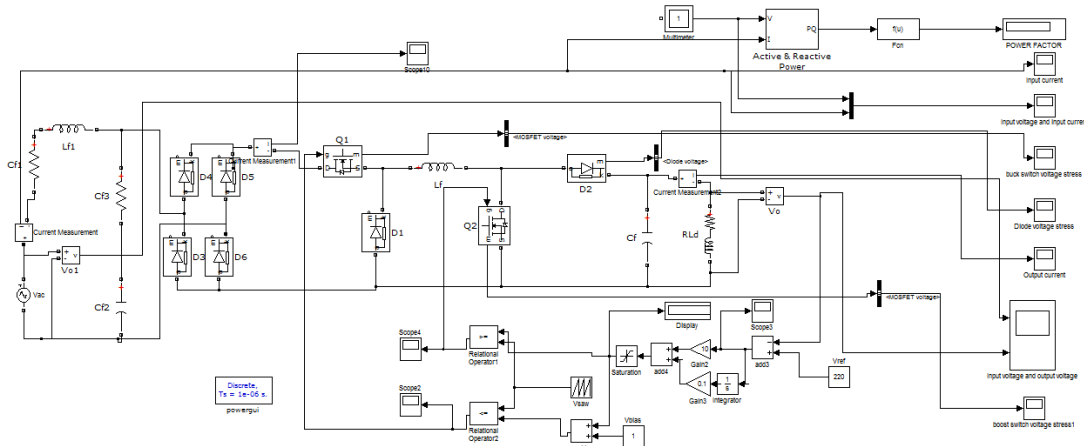 Multimeter
1
V
I
PQ
Active & Reactive
Power
f(u)
Fcn
POWER FACTOR
Scope10
Input current
Input voltage and Input curre
Lf1
Cf1
Cf3
Cf2
Current Measurement
Vo1
Vac
D4
D5
D3
D6
Current Measurement1
Q1
<MOSFET voltage>
Lf
D1
Q2
D2
<Diode voltage>
Current Measurement2
Cf
RLd
Vo
buck switch voltage stress
Diode voltage stress
Output current
<MOSFET voltage>
Input voltage and output voltage
boost switch voltage stress1
Display
Scope3
Scope4
>=
Relational
Operator1
Saturation
add4
10
Gain2
add3
Vref
220
0.1
Gain3
1
s
Integrator
Vsaw
Scope2
<=
Relational
Operator2
Vbias
1
Discrete,
Ts = 1e-06 s.
powergui